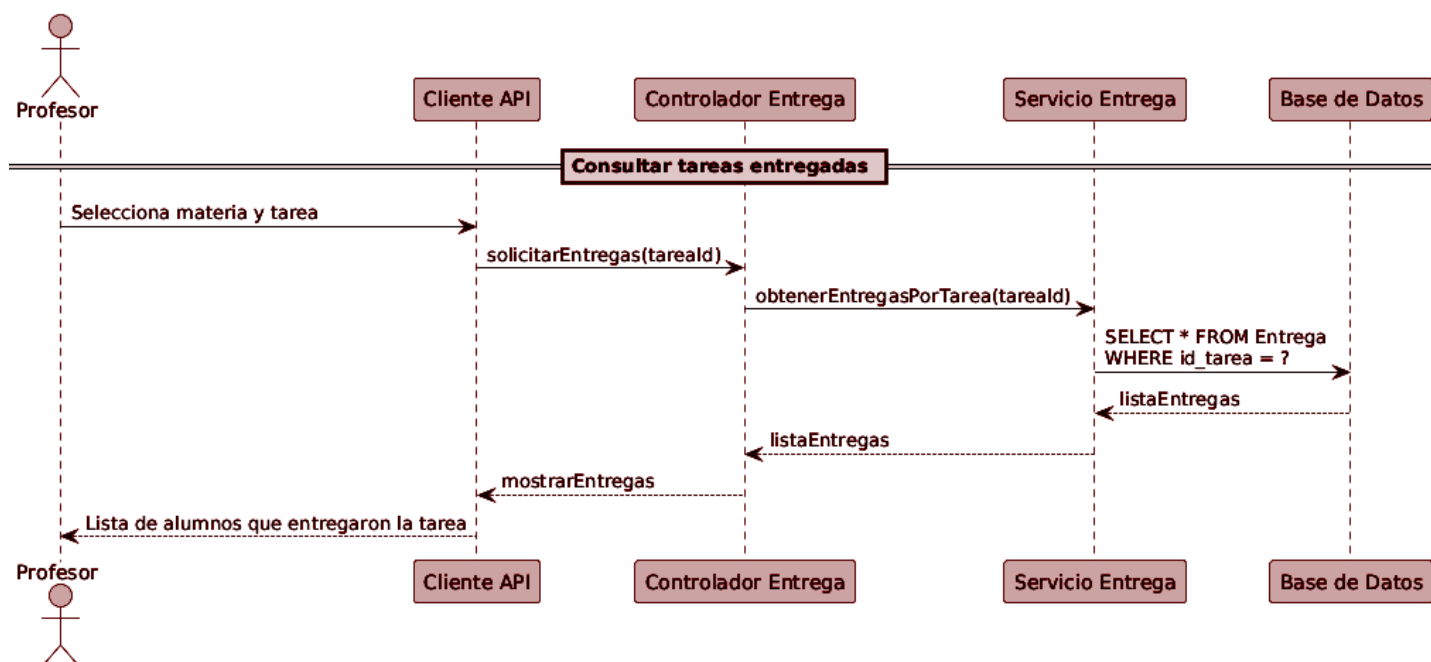 Profesor
Cliente API
Controlador Entrega
Servicio Entrega
Base de Datos
Consultar tareas entregadas
Selecciona materia y tarea
solicitarEntregas(tareaId)
obtenerEntregasPorTarea(tareaId)
SELECT * FROM Entrega
WHERE id_tarea = ?
listaEntregas
listaEntregas
mostrarEntregas
Lista de alumnos que entregaron la tarea
Profesor
Cliente API
Controlador Entrega
Servicio Entrega
Base de Datos